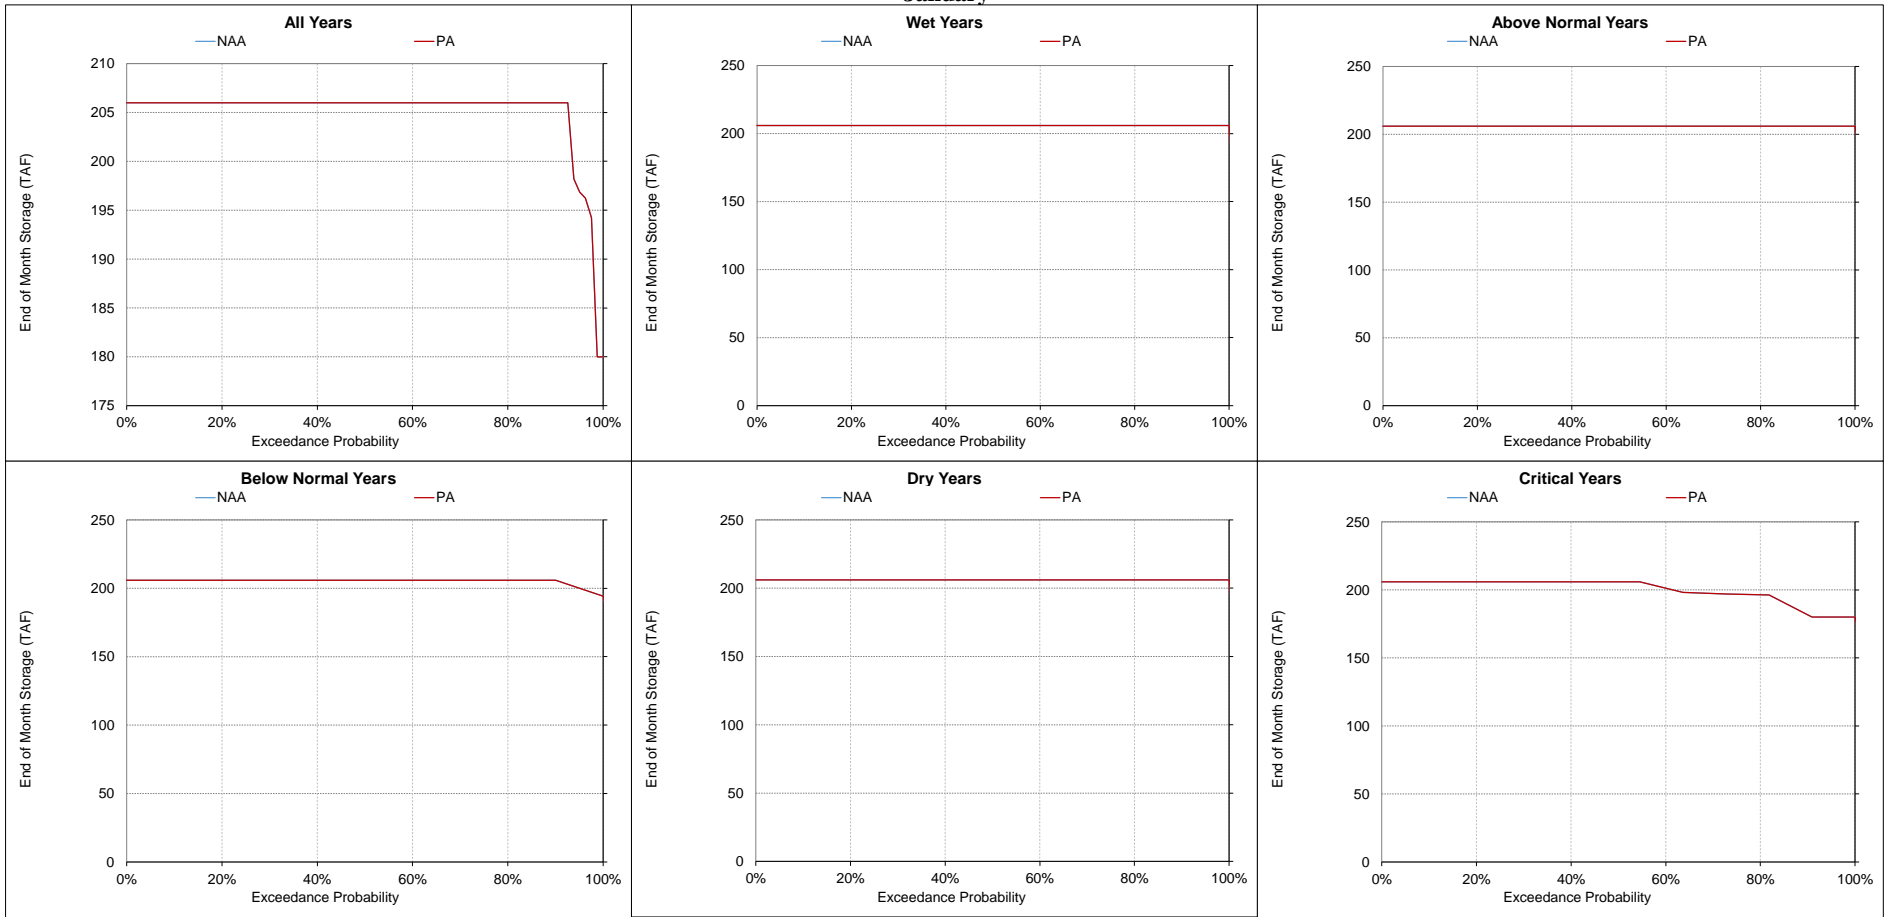 All Years
NAA PA
210
205
200
195
190
185
180
175
0% 20% 40% 60% 80% 100%
End of Month Storage (TAF)
Exceedance Probability
Wet Years
NAA PA
250
200
150
100
50
0
0% 20% 40% 60% 80% 100%
End of Month Storage (TAF)
Exceedance Probability
Above Normal Years
NAA PA
250
200
150
100
50
0
0% 20% 40% 60% 80% 100%
End of Month Storage (TAF)
Exceedance Probability
Below Normal Years
NAA PA
250
200
150
100
50
0
0% 20% 40% 60% 80% 100%
End of Month Storage (TAF)
Exceedance Probability
Dry Years
NAA PA
250
200
150
100
50
0
0% 20% 40% 60% 80% 100%
End of Month Storage (TAF)
Exceedance Probability
Critical Years
NAA PA
250
200
150
100
50
0
0% 20% 40% 60% 80% 100%
End of Month Storage (TAF)
Exceedance Probability